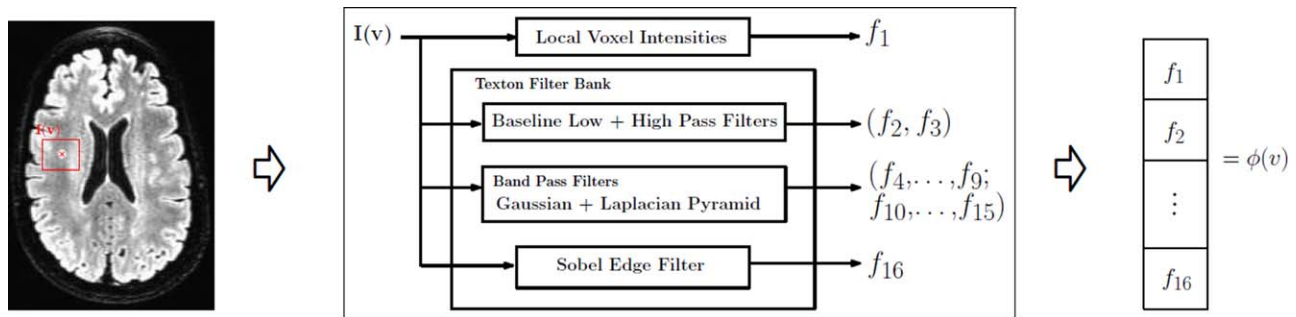 I(v)
I(v)
Local Voxel Intensities
f₁
Texton Filter Bank
Baseline Low + High Pass Filters
(f₂, f₃)
Band Pass Filters
Gaussian + Laplacian Pyramid
(f₄,...,f₉;
f₁₀,...,f₁₅)
Sobel Edge Filter
f₁₆
f₁
f₂
⋮
f₁₆
= ϕ(v)